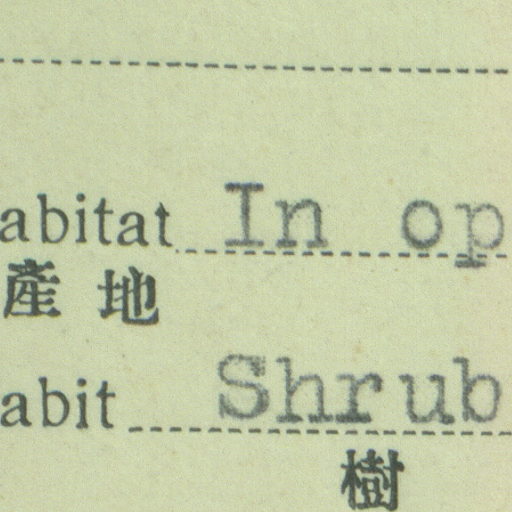 abitat In op
產地
abit Shrub
樹